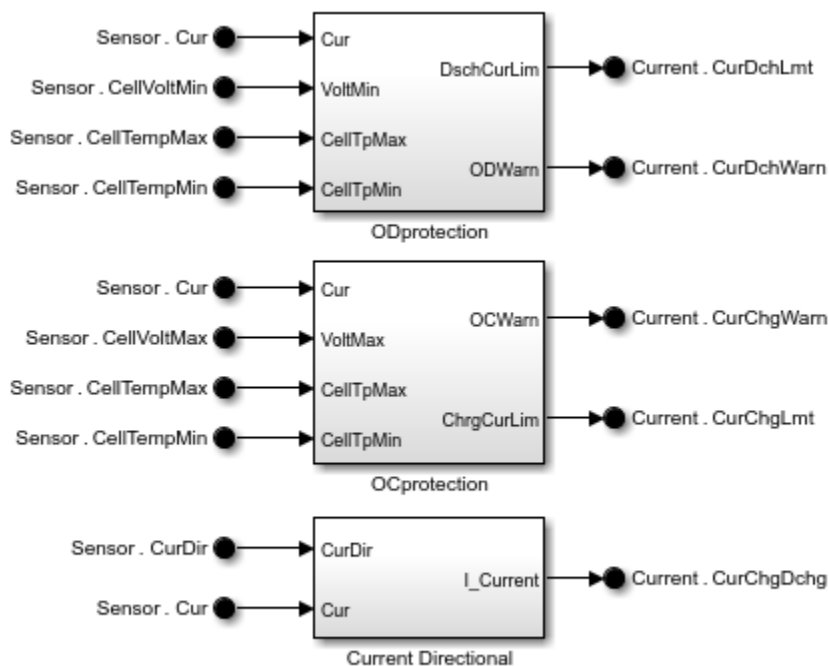 Sensor . Cur
Cur
DschCurLim
Current . CurDchLmt
Sensor . CellVoltMin
VoltMin
Sensor . CellTempMax
CellTpMax
ODWarn
Current . CurDchWarn
Sensor . CellTempMin
CellTpMin
ODprotection
Sensor . Cur
Cur
OCWarn
Current . CurChgWarn
Sensor . CellVoltMax
VoltMax
Sensor . CellTempMax
CellTpMax
ChrgCurLim
Current . CurChgLmt
Sensor . CellTempMin
CellTpMin
OCprotection
Sensor . CurDir
CurDir
I_Current
Current . CurChgDchg
Sensor . Cur
Cur
Current Directional